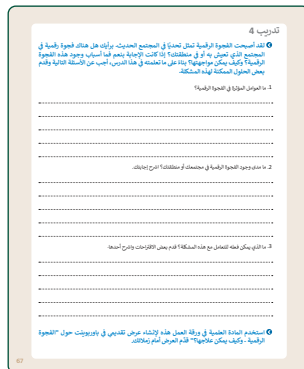 تدريب 4
لقد أصبحت الفجوة الرقمية تمثل تحديًا في المجتمع الحديث. برأيك هل هناك فجوة رقمية في
المجتمع الذي تعيش به أو في منطقتك؟ إذا كانت الإجابة بنعم فما أسباب وجود هذه الفجوة
الرقمية؟ وكيف يمكن مواجهتها؟ بناءً على ما تعلمته في هذا الدرس، أجب عن الأسئلة التالية وقدم
بعض الحلول الممكنة لهذه المشكلة.
1. ما العوامل المؤثرة في الفجوة الرقمية؟
2. ما مدى وجود الفجوة الرقمية في مجتمعك أو منطقتك؟ اشرح إجابتك.
3. ما الذي يمكن فعله للتعامل مع هذه المشكلة؟ قدم بعض الاقتراحات واشرح أحدها.
استخدم المادة العلمية في ورقة العمل هذه لإنشاء عرض تقديمي في باوربوينت حول "الفجوة
الرقمية - وكيف يمكن علاجها؟" قدّم العرض أمام زملائك.
67